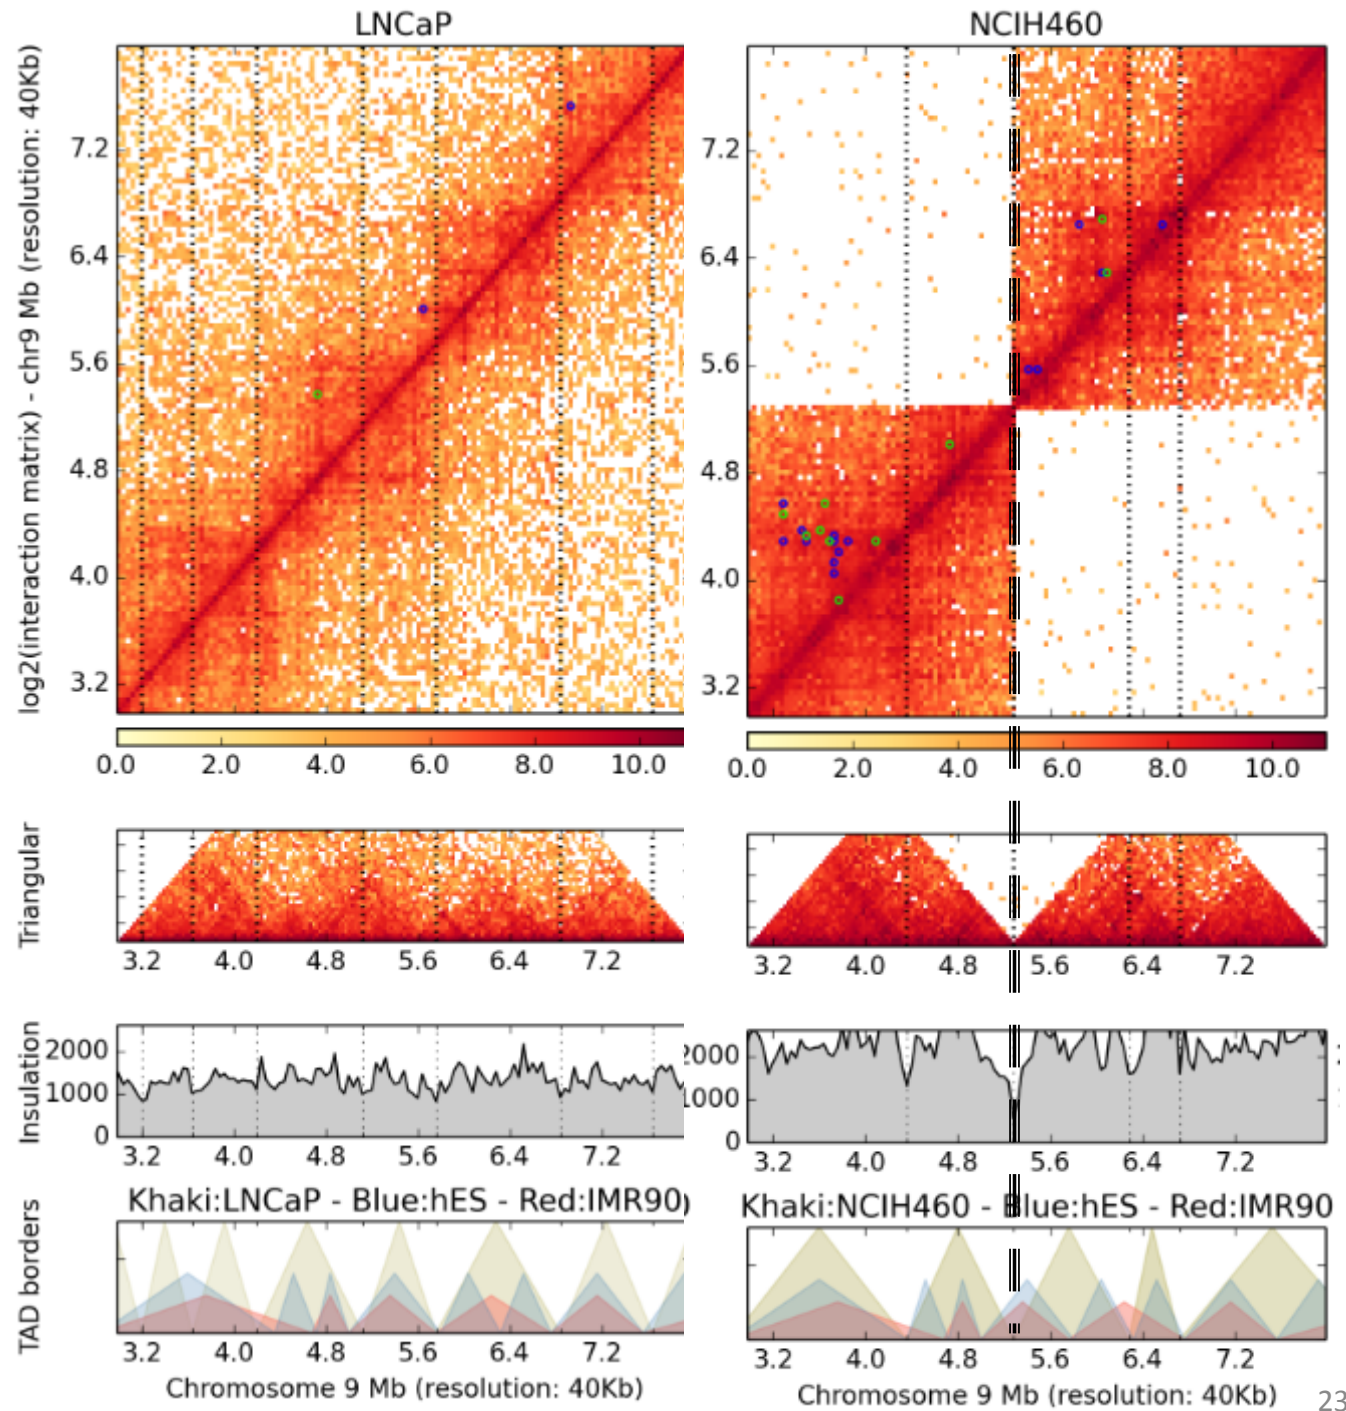 LNCaP
NCIH460
log2(interaction matrix) - chr9 Mb (resolution: 40Kb)
7.2
6.4
5.6
4.8
4.0
3.2
7.2
6.4
5.6
4.8
4.0
3.2
0.0 2.0 4.0 6.0 8.0 10.0
0.0 2.0 4.0 6.0 8.0 10.0
Triangular
3.2 4.0 4.8 5.6 6.4 7.2
3.2 4.0 4.8 5.6 6.4 7.2
Insulation
2000
1000
0
2000
1000
0
3.2 4.0 4.8 5.6 6.4 7.2
3.2 4.0 4.8 5.6 6.4 7.2
Khaki:LNCaP - Blue:hES - Red:IMR90
Khaki:NCIH460 - Blue:hES - Red:IMR90
TAD borders
3.2 4.0 4.8 5.6 6.4 7.2
3.2 4.0 4.8 5.6 6.4 7.2
Chromosome 9 Mb (resolution: 40Kb)
Chromosome 9 Mb (resolution: 40Kb)
23